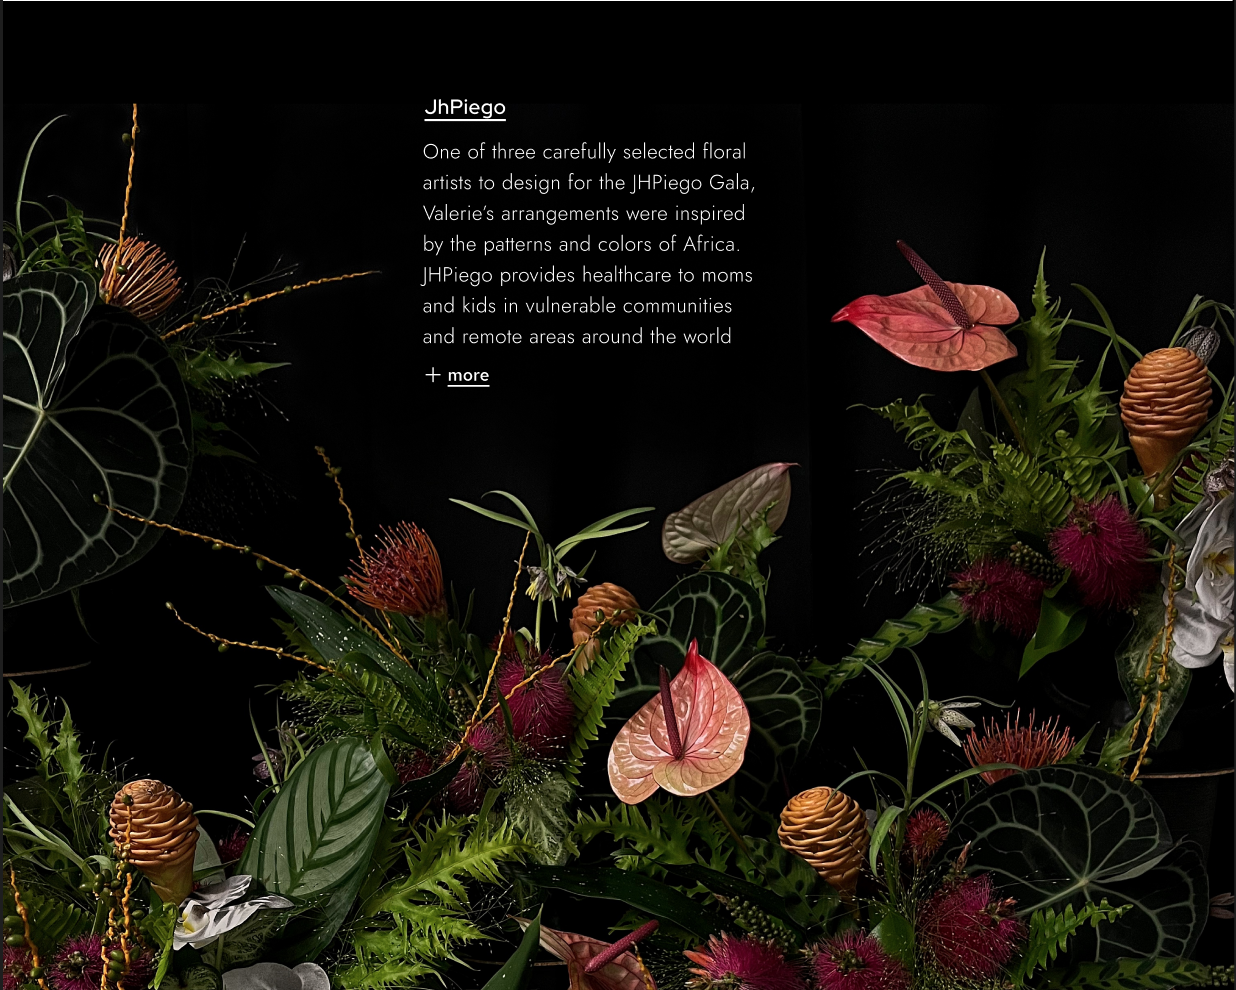 JhPiego
One of three carefully selected floral
artists to design for the JHPiego Gala,
Valerie’s arrangements were inspired
by the patterns and colors of Africa.
JHPiego provides healthcare to moms
and kids in vulnerable communities
and remote areas around the world
+ more